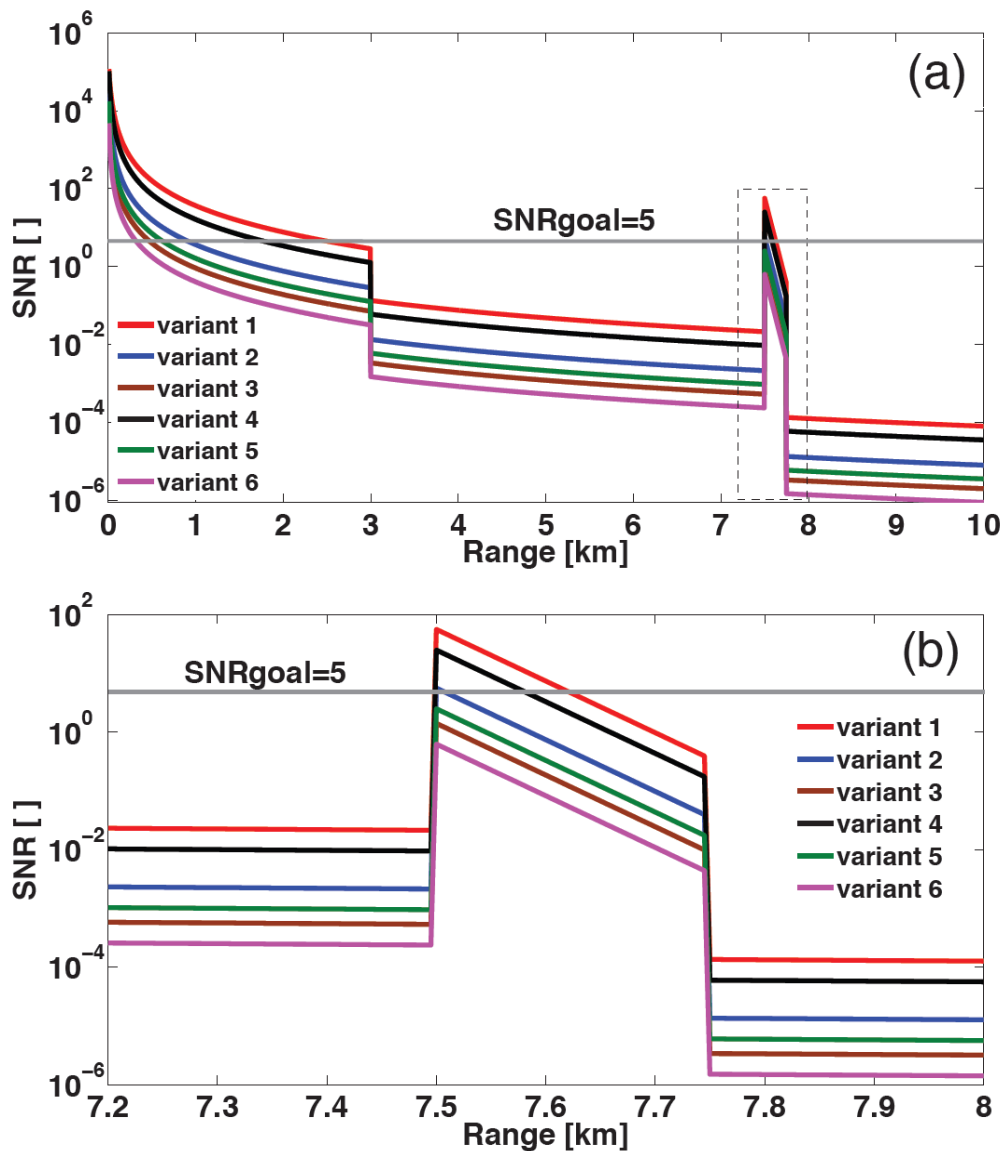 (a)
10^6
10^4
10^2
10^0
10^−2
10^−4
10^−6
SNR [ ]
SNRgoal=5
variant 1
variant 2
variant 3
variant 4
variant 5
variant 6
0 1 2 3 4 5 6 7 8 9 10
Range [km]
(b)
10^2
10^0
10^−2
10^−4
10^−6
SNR [ ]
SNRgoal=5
variant 1
variant 2
variant 3
variant 4
variant 5
variant 6
7.2 7.3 7.4 7.5 7.6 7.7 7.8 7.9 8
Range [km]